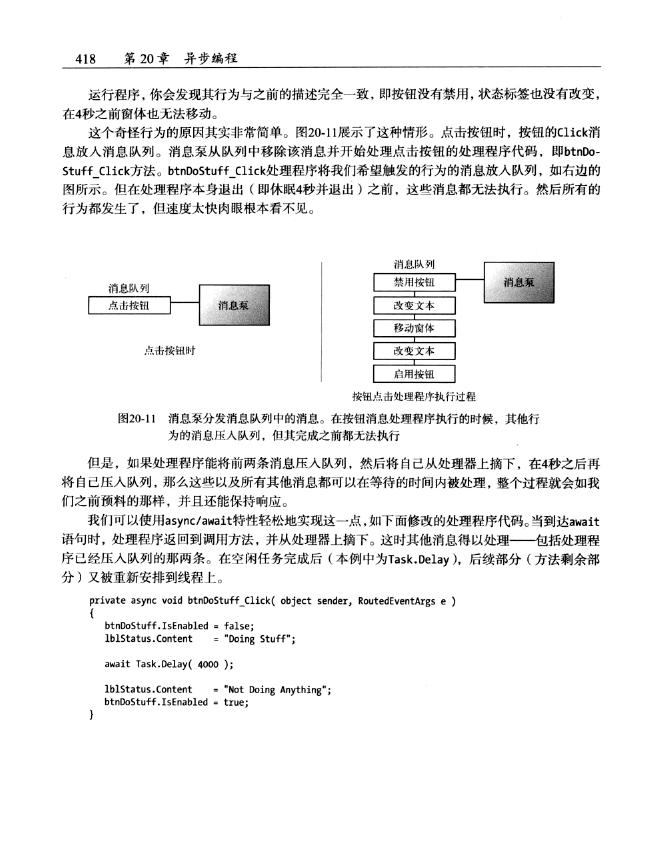 418 第20章 异步编程
运行程序，你会发现其行为与之前的描述完全一致，即按钮没有禁用，状态标签也没有改变，
在4秒之前窗体也无法移动。
这个奇怪行为的原因其实非常简单。图20-11展示了这种情形。点击按钮时，按钮的Click消
息放入消息队列。消息泵从队列中移除该消息并开始处理点击按钮的处理程序代码，即btnDo-
Stuff_Click方法。btnDoStuff_Click处理程序将我们希望触发的行为的消息放入队列，如右边的
图所示。但在处理程序本身退出（即休眠4秒并退出）之前，这些消息都无法执行。然后所有的
行为都发生了，但速度太快肉眼根本看不见。
消息队列
点击按钮
消息泵
点击按钮时
消息队列
禁用按钮
消息泵
改变文本
移动窗体
改变文本
启用按钮
按钮点击处理程序执行过程
图20-11 消息泵分发消息队列中的消息。在按钮消息处理程序执行的时候，其他行
为的消息压入队列，但其完成之前都无法执行
但是，如果处理程序能将前两条消息压入队列，然后将自己从处理器上摘下，在4秒之后再
将自己压入队列，那么这些以及所有其他消息都可以在等待的时间内被处理，整个过程就会如我
们之前预料的那样，并且还能保持响应。
我们可以使用async/await特性轻松地实现这一点，如下面修改的处理程序代码。当到达await
语句时，处理程序返回到调用方法，并从处理器上摘下。这时其他消息得以处理——包括处理程
序已经压入队列的那两条。在空闲任务完成后（本例中为Task.Delay），后续部分（方法剩余部
分）又被重新安排到线程上。
private async void btnDoStuff_Click( object sender, RoutedEventArgs e )
{
btnDoStuff.IsEnabled = false;
lblStatus.Content = "Doing Stuff";
await Task.Delay( 4000 );
lblStatus.Content = "Not Doing Anything";
btnDoStuff.IsEnabled = true;
}